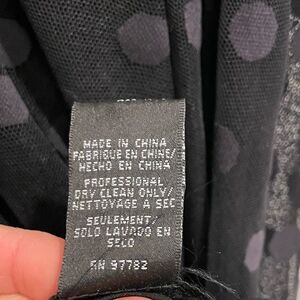 MADE IN CHINA
FABRIQUE EN CHINE/
HECHO EN CHINA
PROFESSIONAL
DRY CLEAN ONLY/
NETTOYAGE A SEC
SEULEMENT/
SOLO LAVADO EN
SECO
RN 97782